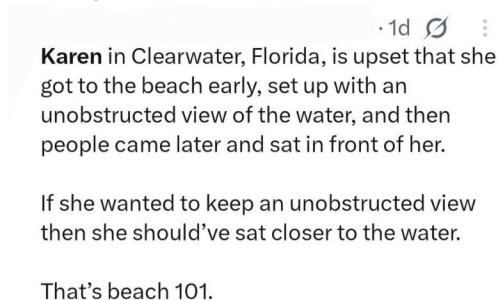 · 1d
Karen in Clearwater, Florida, is upset that she
got to the beach early, set up with an
unobstructed view of the water, and then
people came later and sat in front of her.
If she wanted to keep an unobstructed view
then she should’ve sat closer to the water.
That’s beach 101.